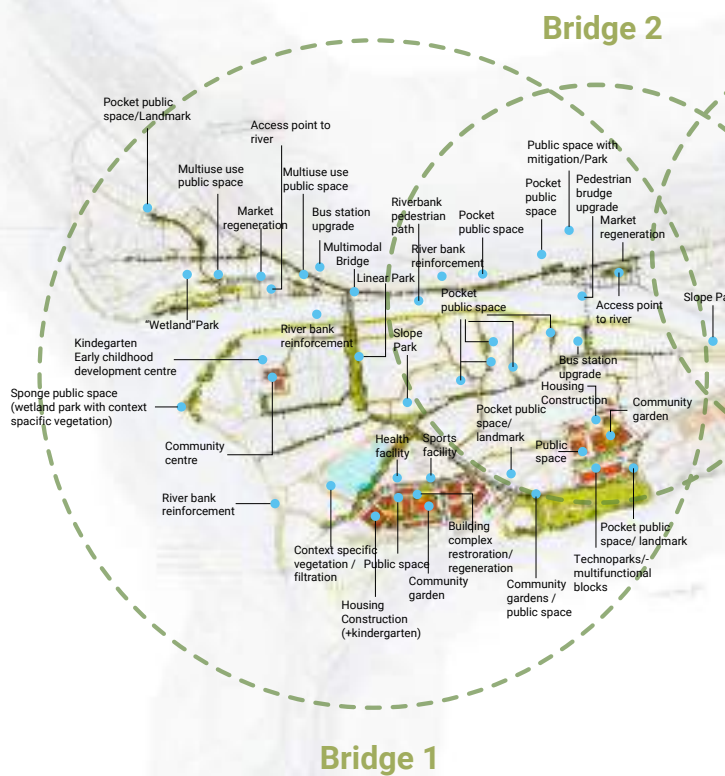 Bridge 2
Pocket public
space/Landmark
Access point to
river
Multiuse use
public space
Multiuse use
public space
Market
regeneration
Bus station
upgrade
Multimodal
Bridge
Linear Park
Riverbank
pedestrian
path
River bank
reinforcement
Pocket
public space
Public space with
mitigation/Park
Pocket
public
space
Pedestrian
brudge
upgrade
Market
regeneration
"Wetland"Park
River bank
reinforcement
Pocket
public space
Access point
to river
Slope Pa
Kindegarten
Early childhood
development centre
Slope
Park
Bus station
upgrade
Housing
Construction
Community
garden
Sponge public space
(wetland park with context
spacific vegetation)
Community
centre
Health
facility
Sports
facility
Pocket public
space/
landmark
Public
space
River bank
reinforcement
Context specific
vegetation /
filtration
Public space
Community
garden
Building
complex
restroration/
regeneration
Housing
Construction
(+kindergarten)
Community
gardens /
public space
Technoparks/-
multifunctional
blocks
Pocket public
space/ landmark
Bridge 1